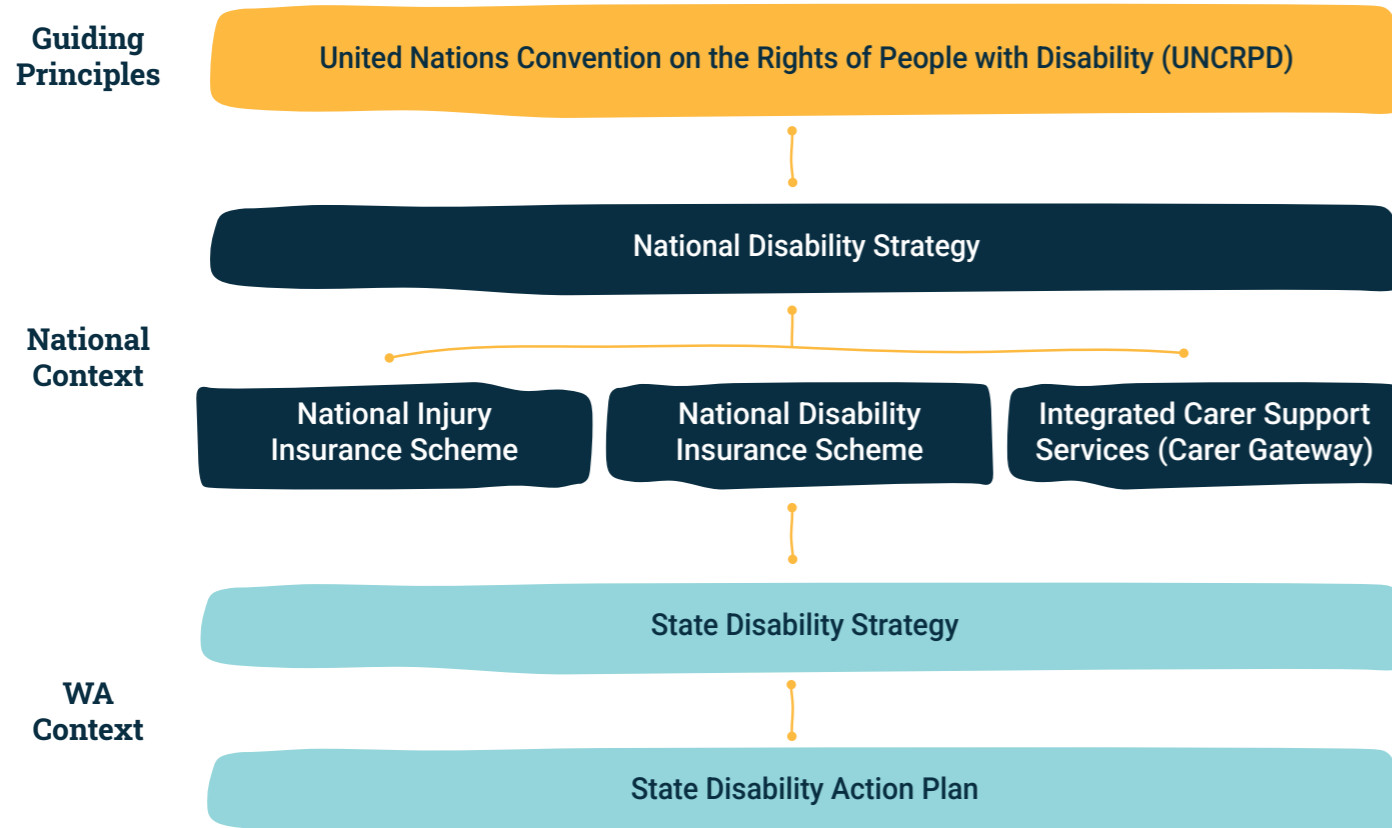 Guiding
Principles
United Nations Convention on the Rights of People with Disability (UNCRPD)
National Disability Strategy
National
Context
National Injury
Insurance Scheme
National Disability
Insurance Scheme
Integrated Carer Support
Services (Carer Gateway)
State Disability Strategy
WA
Context
State Disability Action Plan